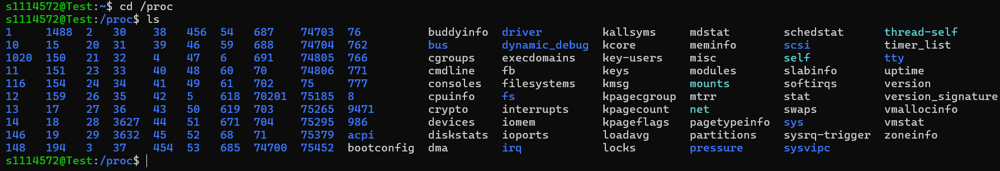 s1114572@Test:~$ cd /proc
s1114572@Test:/proc$ ls
1 1488 2 30 38 456 54 687 74703 76 buddyinfo driver kallsyms mdstat schedstat thread-self
10 15 20 31 39 46 59 688 74704 762 bus dynamic_debug kcore meminfo scsi timer_list
1020 150 21 32 4 47 6 691 74805 766 cgroups execdomains key-users misc self tty
11 151 23 33 40 48 60 70 74806 771 cmdline fb keys modules slabinfo uptime
116 154 24 34 41 49 61 702 75 777 consoles filesystems kmsg mounts softirqs version
12 159 26 35 42 5 618 70201 75185 8 cpuinfo fs kpagecgroup mtrr stat version_signature
13 17 27 36 43 50 619 703 75265 9471 crypto interrupts kpagecount net swaps vmallocinfo
14 18 28 3627 44 51 671 704 75295 986 devices iomem kpageflags pagetypeinfo sys vmstat
146 19 29 3632 45 52 68 71 75379 acpi diskstats ioports loadavg partitions sysrq-trigger zoneinfo
148 194 3 37 454 53 685 74700 75452 bootconfig dma irq locks pressure sysvipc
s1114572@Test:/proc$